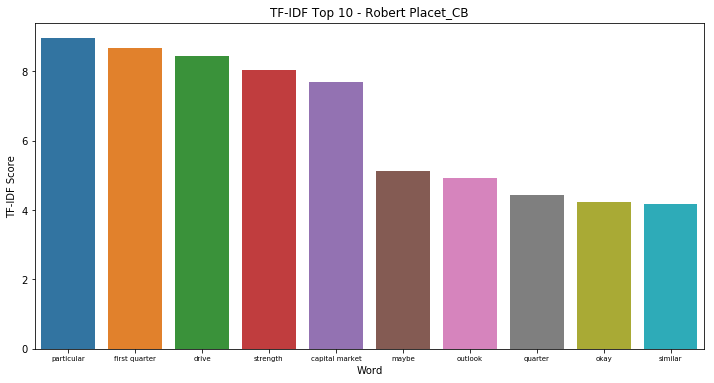 TF-IDF Top 10 - Robert Placet_CB
TF-IDF Score
8
6
4
2
0
particular first quarter drive strength capital market maybe outlook quarter okay similar
Word